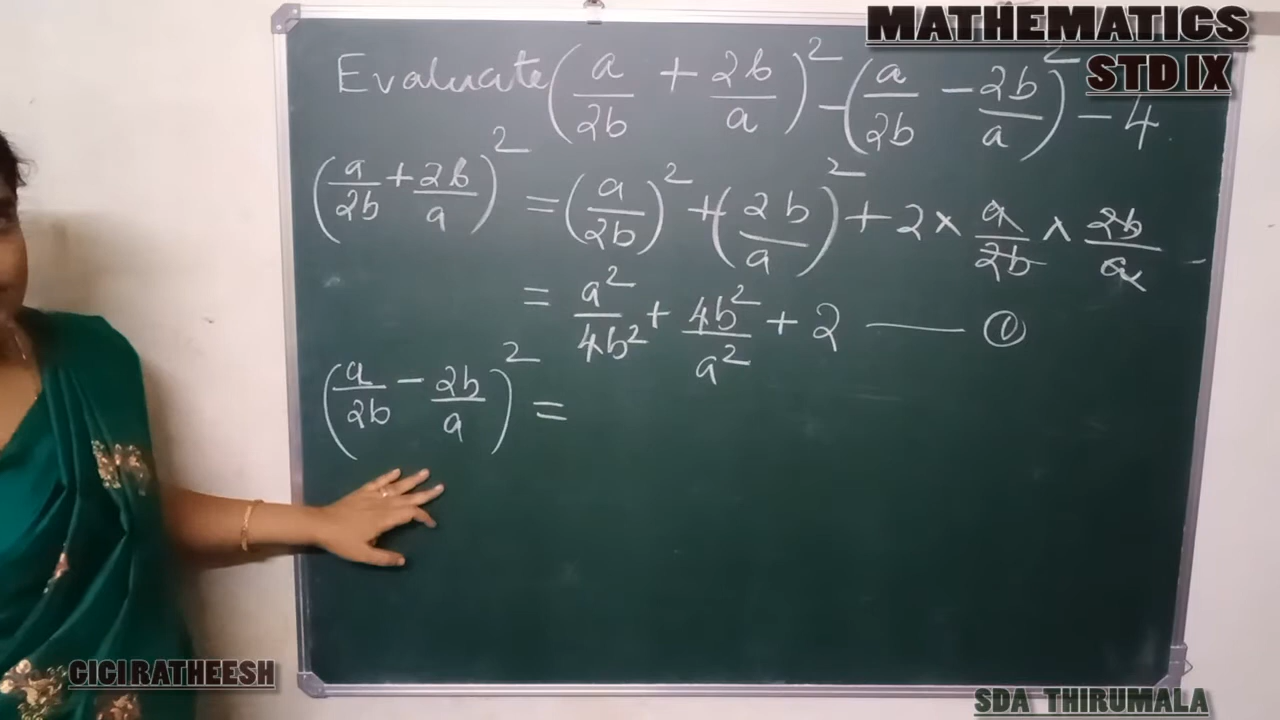 MATHEMATICS
STD IX
Evaluate (a/2b + 2b/a)² - (a/2b - 2b/a)² - 4
(a/2b + 2b/a)² = (a/2b)² + (2b/a)² + 2 × a/2b × 2b/a
= a²/4b² + 4b²/a² + 2 —— ①
(a/2b - 2b/a)² =
CICI RATHEESH
SDA THIRUMALA